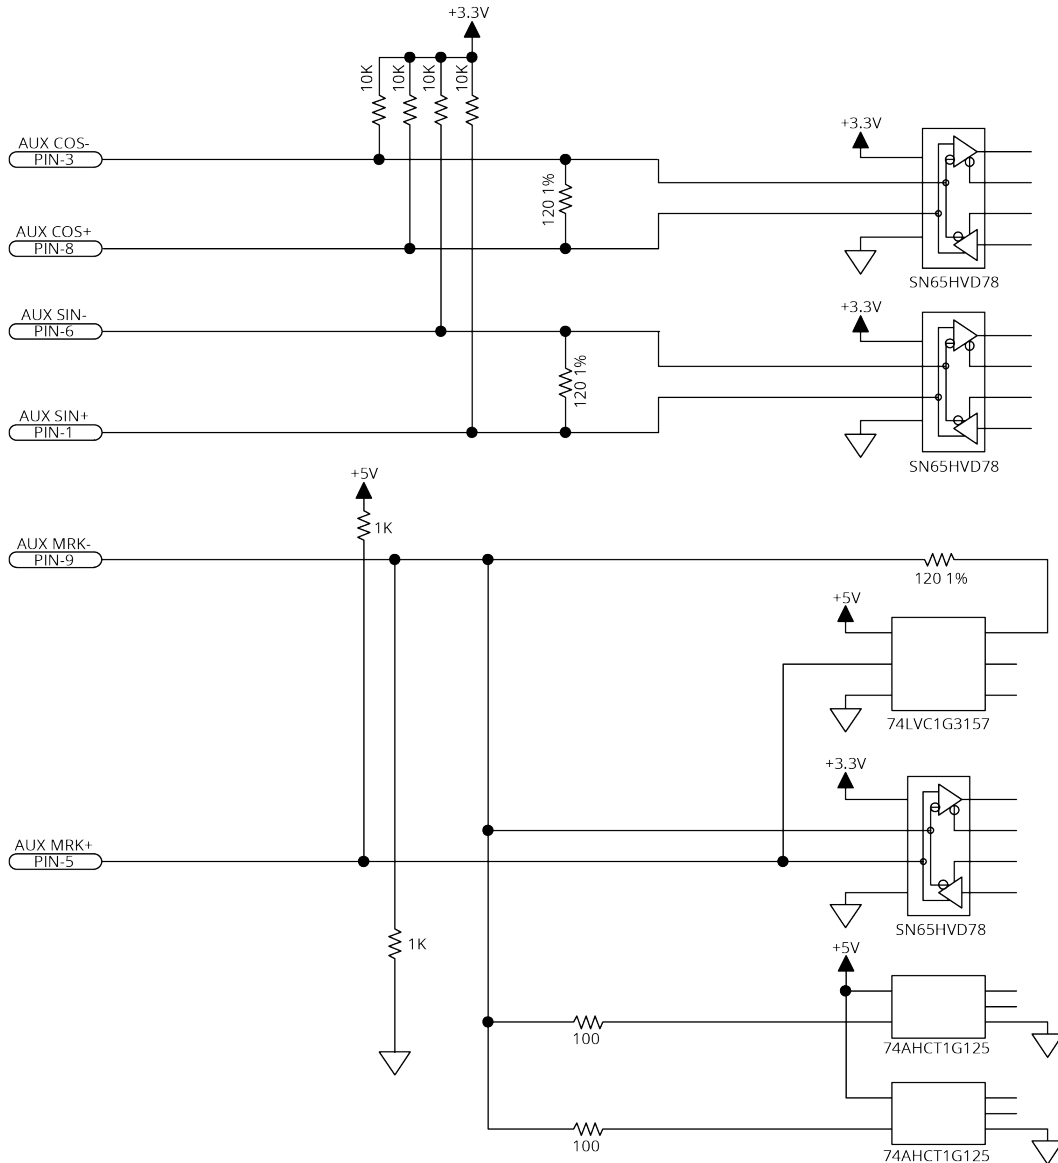 +3.3V
10K
10K
10K
10K
AUX COS-
PIN-3
+3.3V
120 1%
AUX COS+
PIN-8
SN65HVD78
AUX SIN-
PIN-6
+3.3V
120 1%
AUX SIN+
PIN-1
SN65HVD78
+5V
1K
AUX MRK-
PIN-9
120 1%
+5V
74LVC1G3157
+3.3V
AUX MRK+
PIN-5
SN65HVD78
1K
+5V
100
74AHCT1G125
100
74AHCT1G125